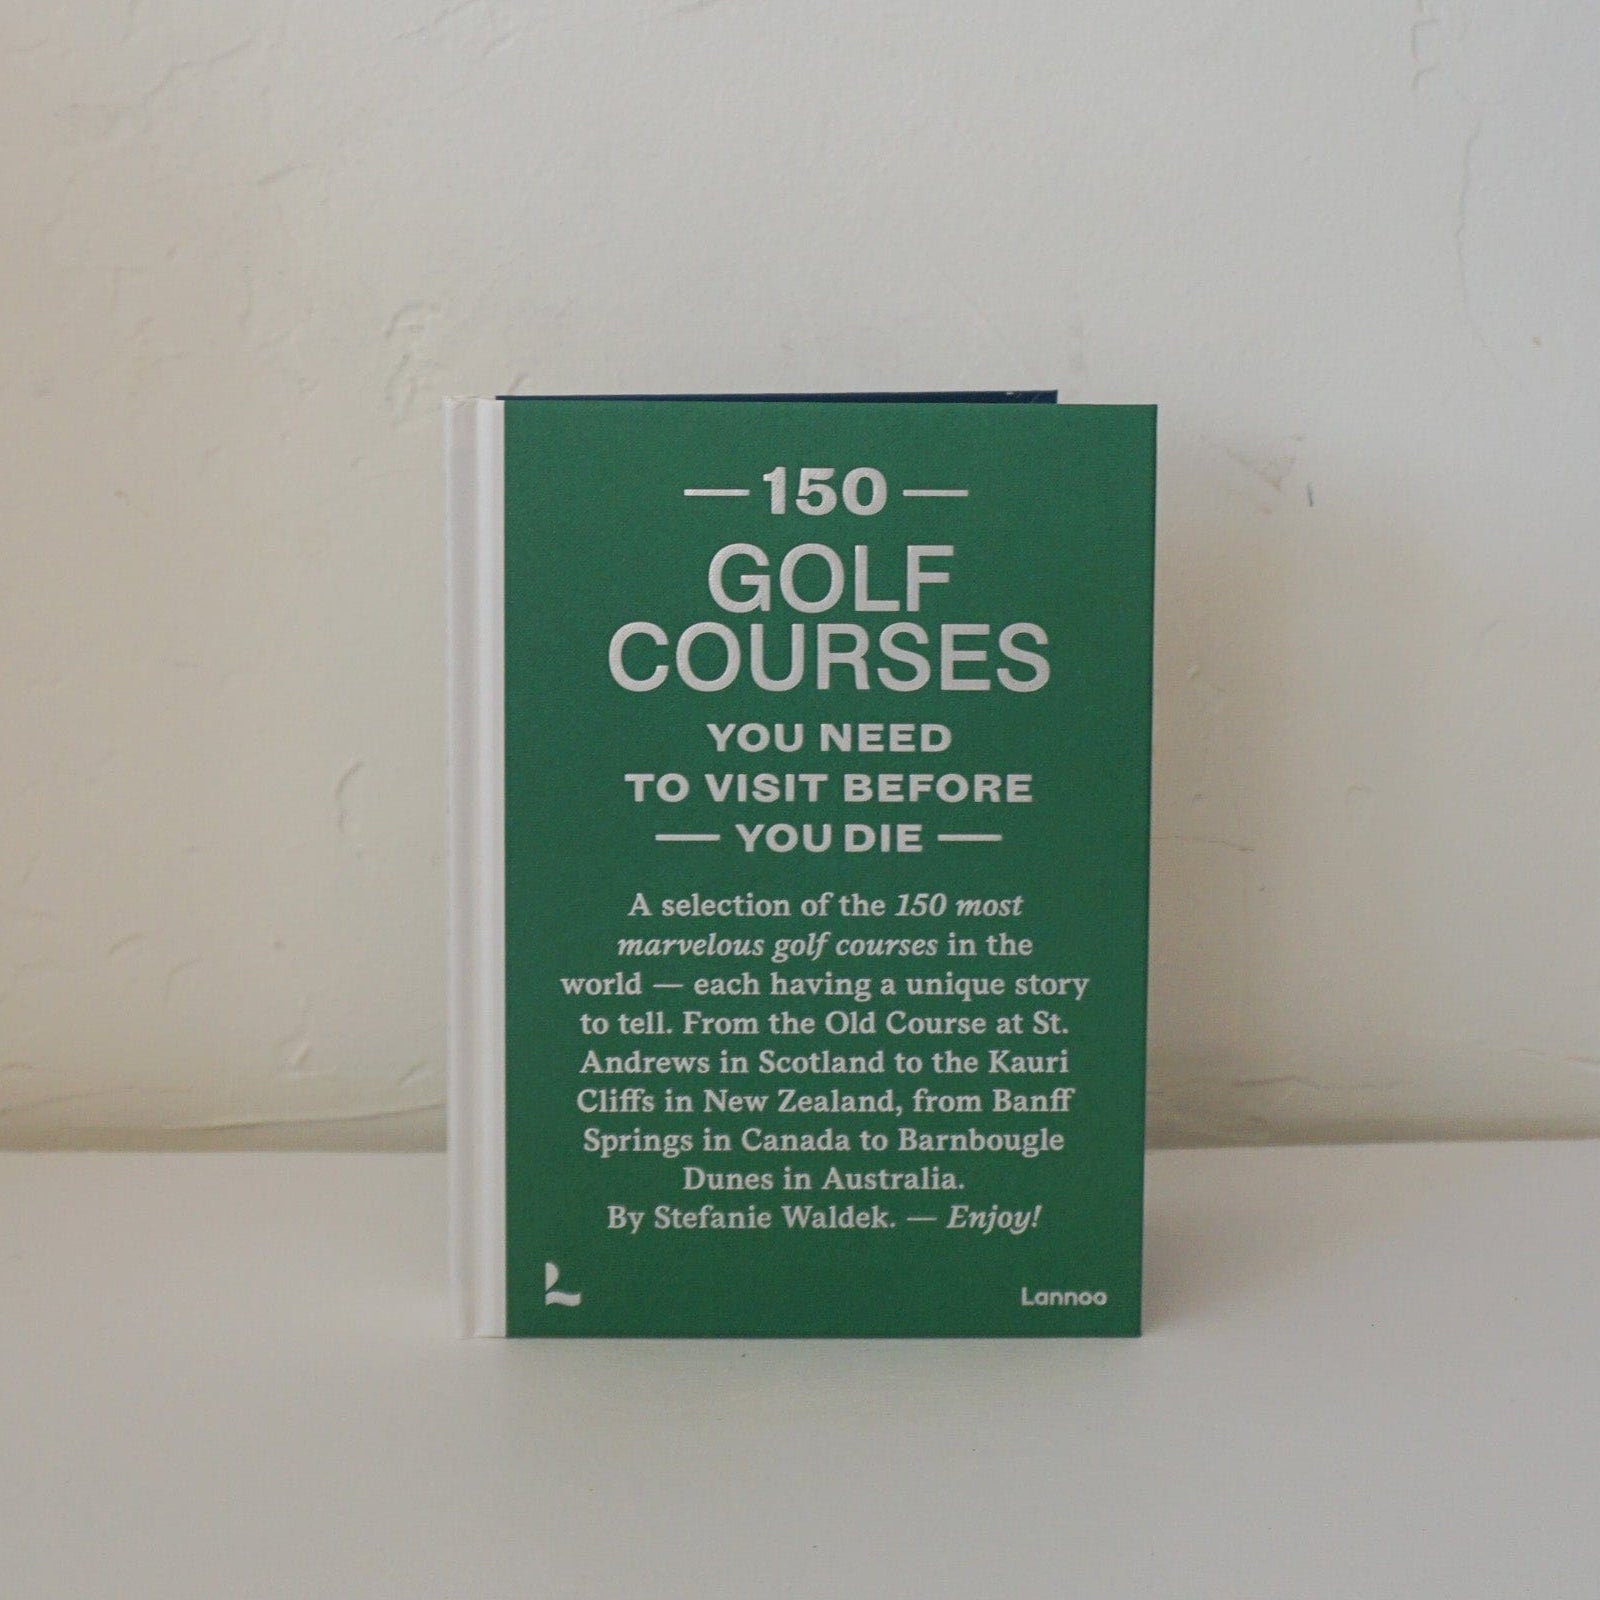 — 150 —
GOLF
COURSES
YOU NEED
TO VISIT BEFORE
— YOU DIE —
A selection of the 150 most
marvelous golf courses in the
world — each having a unique story
to tell. From the Old Course at St.
Andrews in Scotland to the Kauri
Cliffs in New Zealand, from Banff
Springs in Canada to Barnbougle
Dunes in Australia.
By Stefanie Waldek. — Enjoy!
L
Lannoo